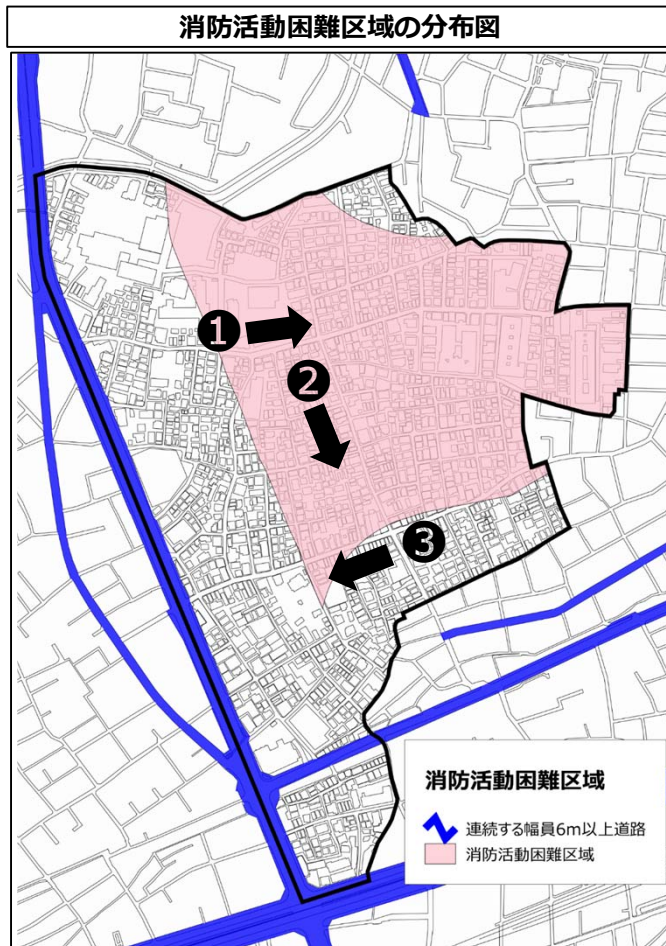 消防活動困難区域の分布図
❶
❷
❸
消防活動困難区域
連続する幅員6m以上道路
消防活動困難区域